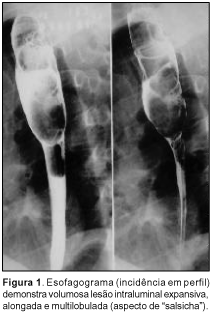 Figura 1. Esofagograma (incidência em perfil)
demonstra volumosa lesão intraluminal expansiva,
alongada e multilobulada (aspecto de "salsicha").